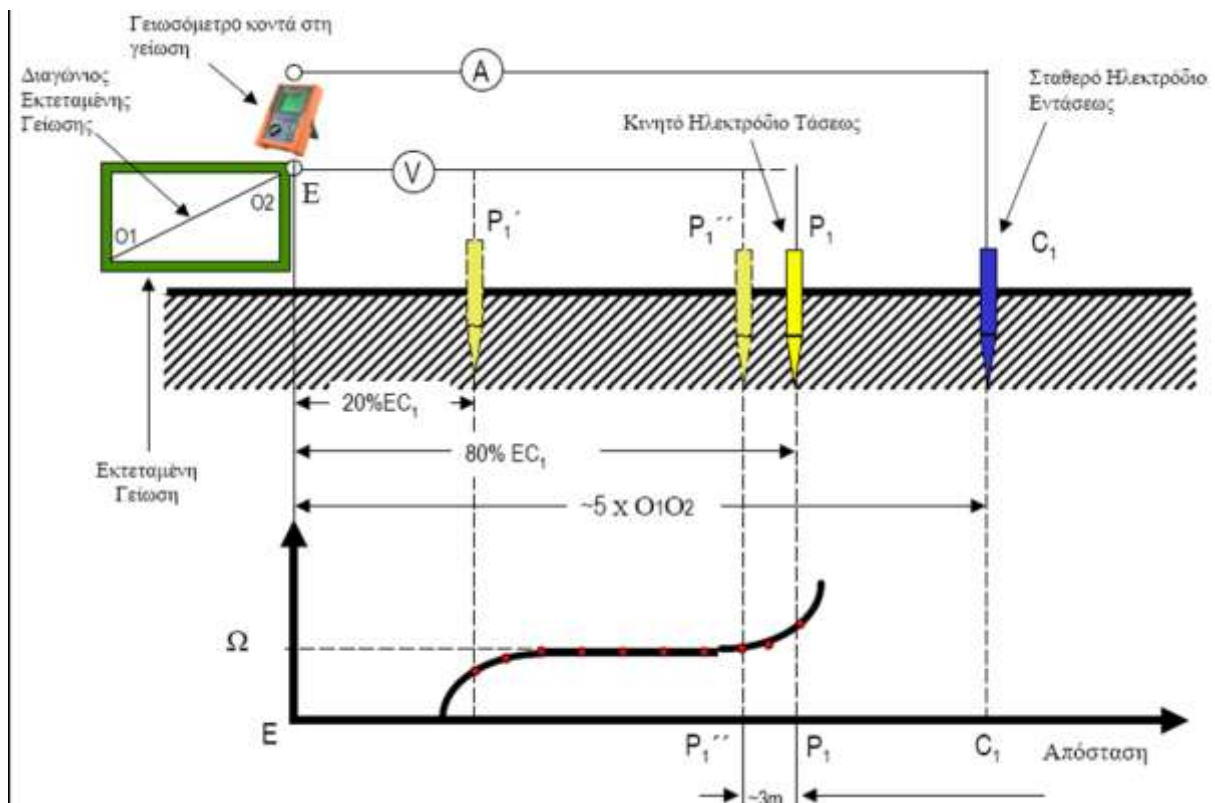 Γειωσόμετρο κοντά στη
γείωση
Διαγώνιος
Εκτεταμένης
Γείωσης
A
Σταθερό Ηλεκτρόδιο
Εντάσεως
Κινητό Ηλεκτρόδιο Τάσεως
V
E
O1
O2
P1´
P1´´
P1
C1
20%EC1
80% EC1
~5 x O1O2
Εκτεταμένη
Γείωση
Ω
E
P1´´
P1
C1
Απόσταση
~3m